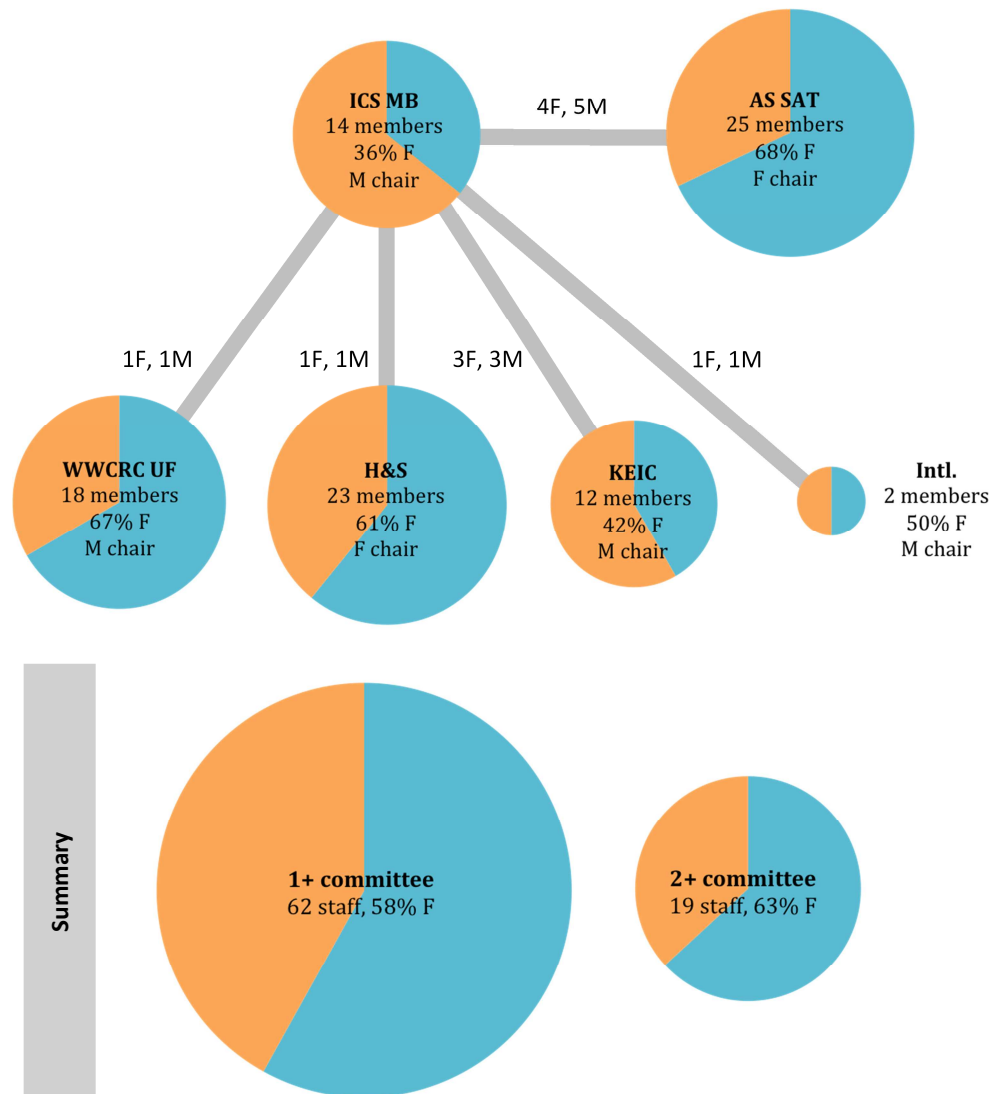 ICS MB
14 members
36% F
M chair
4F, 5M
AS SAT
25 members
68% F
F chair
1F, 1M
1F, 1M
3F, 3M
1F, 1M
WWCRC UF
18 members
67% F
M chair
H&S
23 members
61% F
F chair
KEIC
12 members
42% F
M chair
Intl.
2 members
50% F
M chair
Summary
1+ committee
62 staff, 58% F
2+ committee
19 staff, 63% F